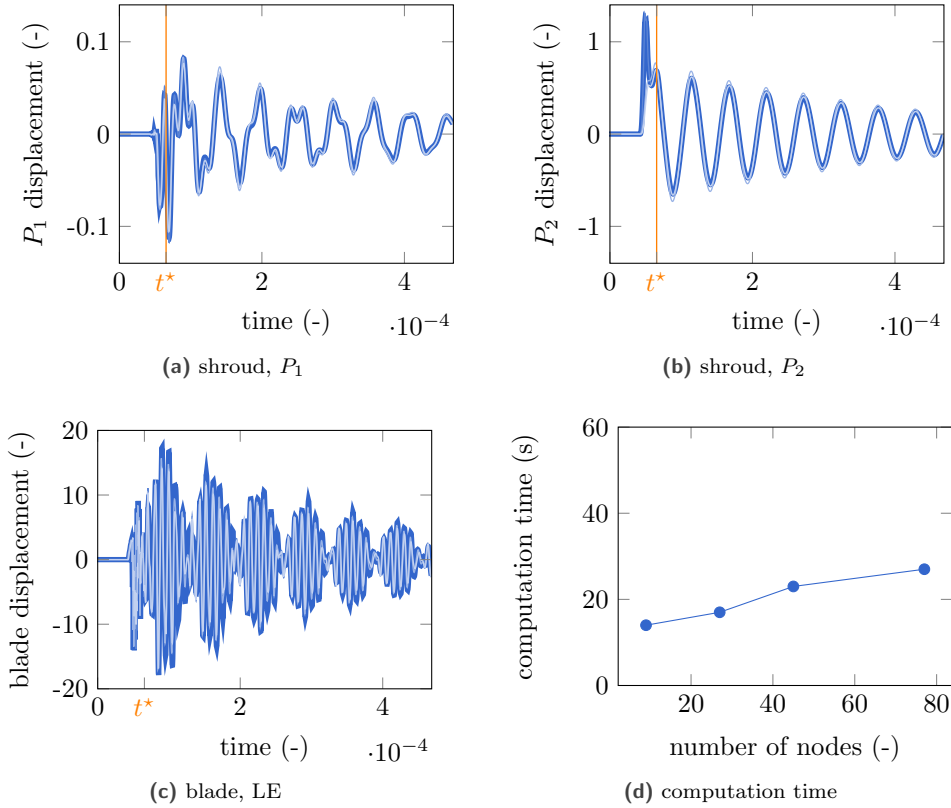 0.1
0
-0.1
P₁ displacement (-)
0
t⋆
2
4
time (-)
·10⁻⁴
(a) shroud, P₁
1
0
-1
P₂ displacement (-)
0
t⋆
2
4
time (-)
·10⁻⁴
(b) shroud, P₂
20
10
0
-10
-20
blade displacement (-)
0
t⋆
2
4
time (-)
·10⁻⁴
(c) blade, LE
60
40
20
0
computation time (s)
20
40
60
80
number of nodes (-)
(d) computation time